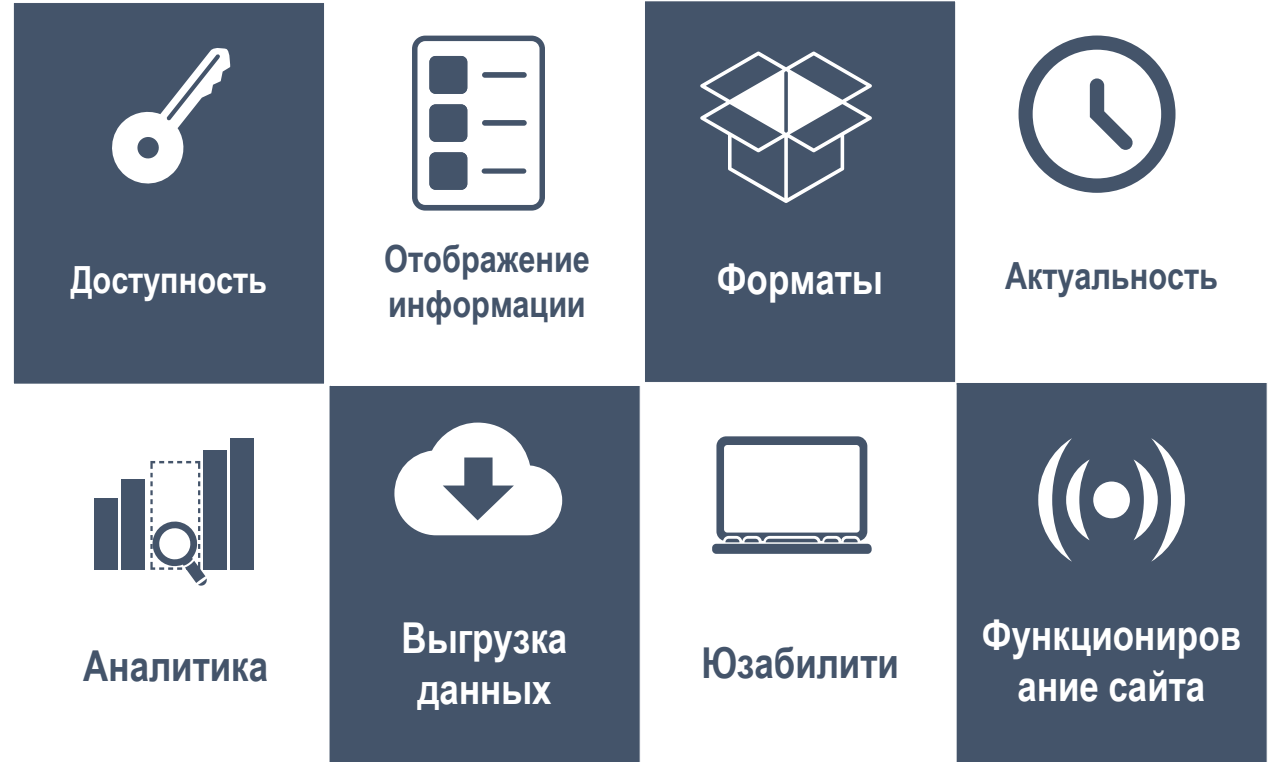 Доступность
Отображение
информации
Форматы
Актуальность
Аналитика
Выгрузка
данных
Юзабилити
Функциониров
ание сайта